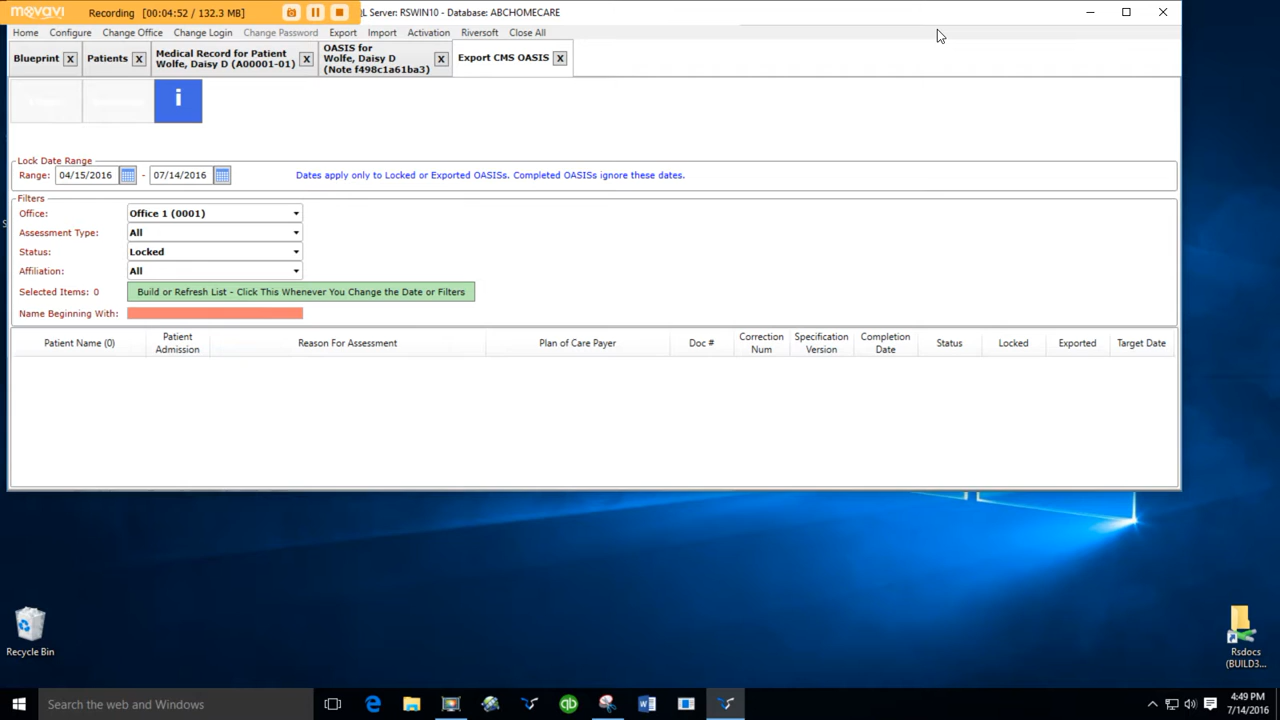 movavi Recording [00:04:52 / 132.3 MB] QL Server: RSWIN10 - Database: ABCHOMECARE
Home Configure Change Office Change Login Change Password Export Import Activation Riversoft Close All
Blueprint X Patients X Medical Record for Patient
Wolfe, Daisy D (A00001-01) X
OASIS for
Wolfe, Daisy D
(Note f498c1a61ba3) X
Export CMS OASIS X
i
Lock Date Range
Range: 04/15/2016 - 07/14/2016 Dates apply only to Locked or Exported OASISs. Completed OASISs ignore these dates.
Filters
Office: Office 1 (0001)
Assessment Type: All
Status: Locked
Affiliation: All
Selected Items: 0 Build or Refresh List - Click This Whenever You Change the Date or Filters
Name Beginning With:
Patient Name (0) Patient Admission Reason For Assessment Plan of Care Payer Doc # Correction Num Specification Version Completion Date Status Locked Exported Target Date
Recycle Bin
Rsdocs
(BUILD3...
Search the web and Windows
4:49 PM
7/14/2016